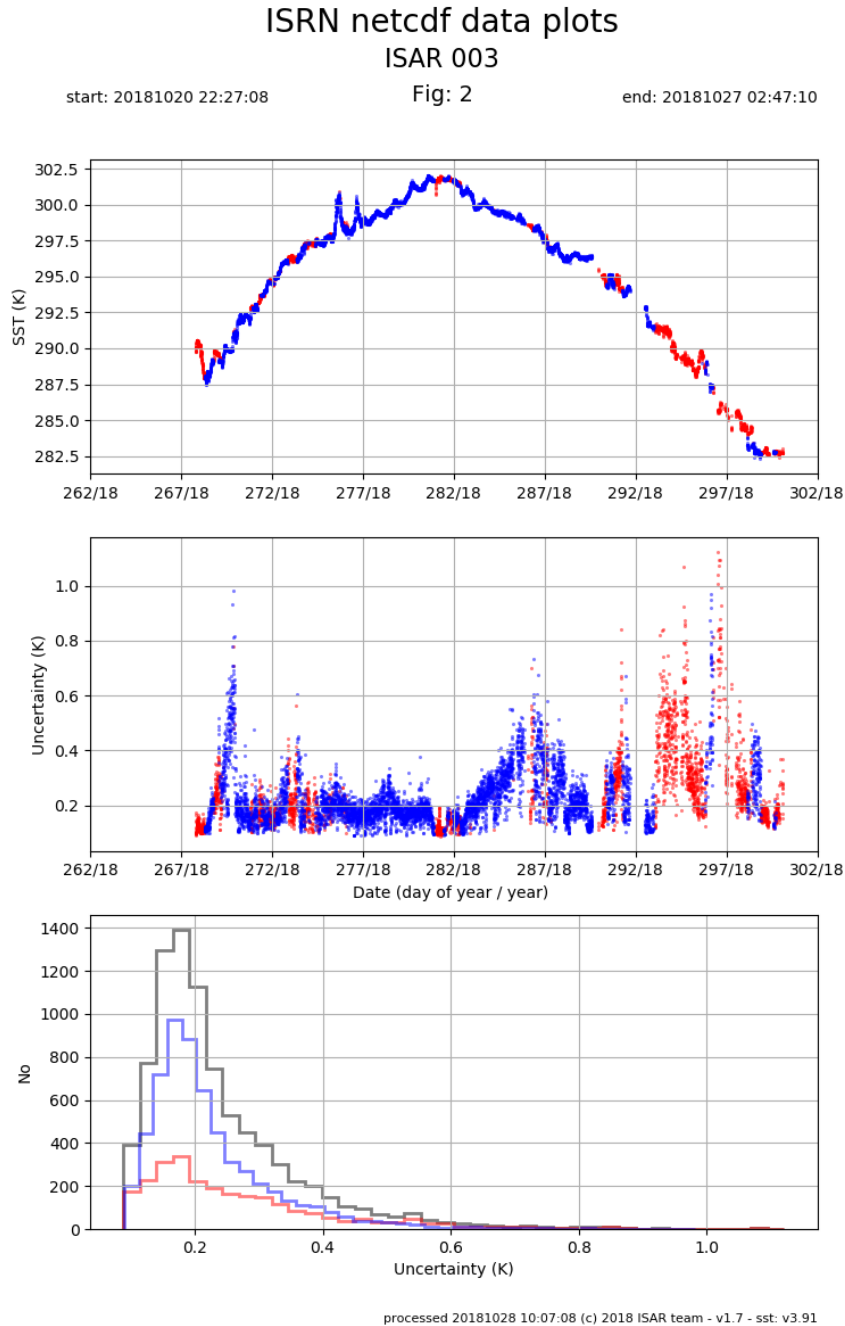 ISRN netcdf data plots
ISAR 003
start: 20181020 22:27:08 Fig: 2 end: 20181027 02:47:10
302.5
300.0
297.5
295.0
292.5
290.0
287.5
285.0
282.5
SST (K)
262/18 267/18 272/18 277/18 282/18 287/18 292/18 297/18 302/18
1.0
0.8
0.6
0.4
0.2
Uncertainty (K)
262/18 267/18 272/18 277/18 282/18 287/18 292/18 297/18 302/18
Date (day of year / year)
1400
1200
1000
800
600
400
200
0
No
0.2 0.4 0.6 0.8 1.0
Uncertainty (K)
processed 20181028 10:07:08 (c) 2018 ISAR team - v1.7 - sst: v3.91